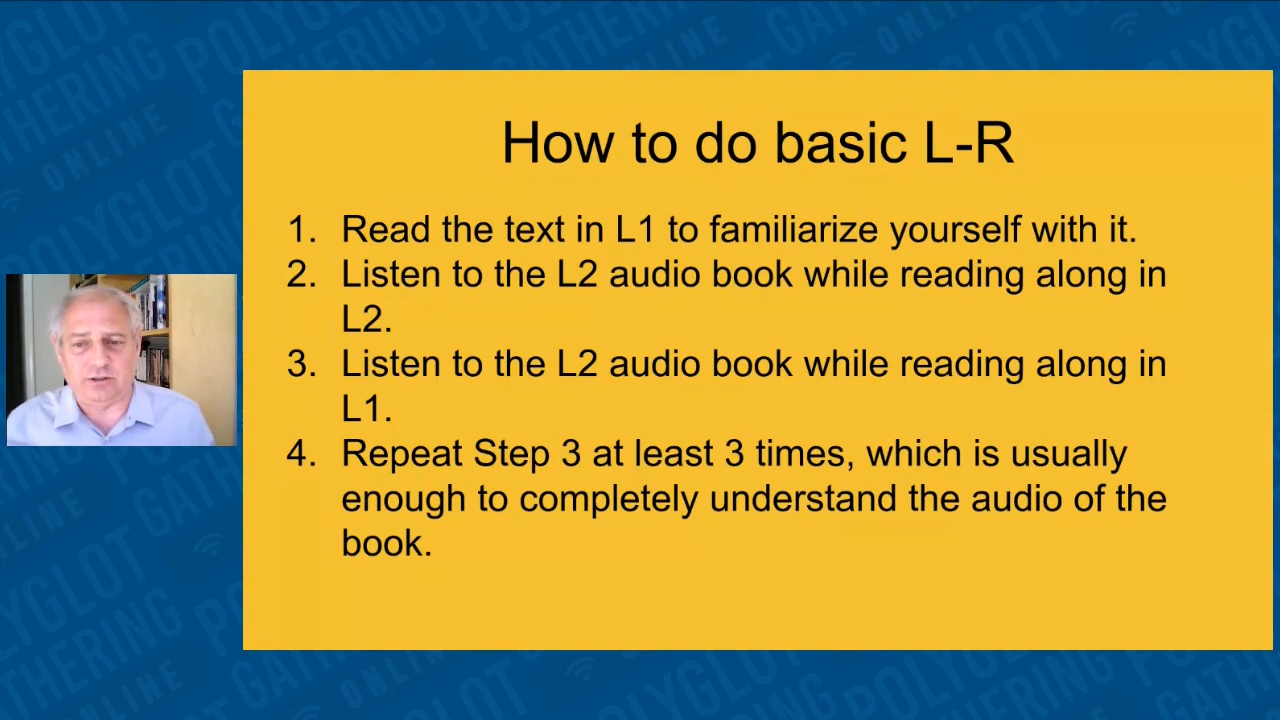 How to do basic L-R
1. Read the text in L1 to familiarize yourself with it.
2. Listen to the L2 audio book while reading along in
L2.
3. Listen to the L2 audio book while reading along in
L1.
4. Repeat Step 3 at least 3 times, which is usually
enough to completely understand the audio of the
book.
POLYGLOT
GATHERING
ONLINE